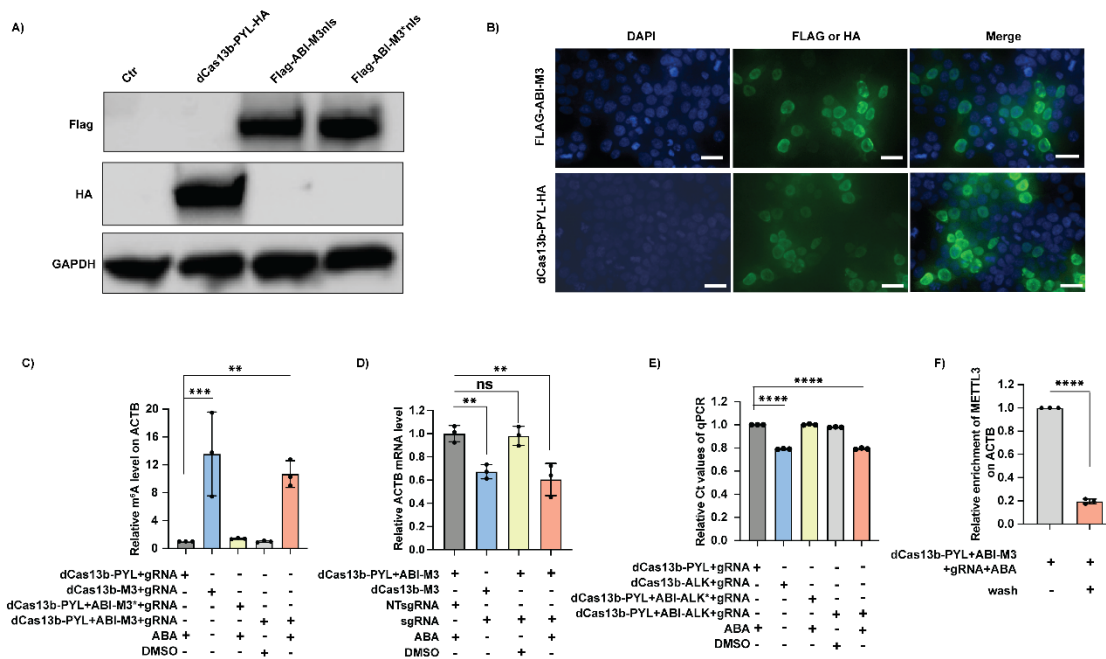 A)
Ctr
dCas13b-PYL-HA
Flag-ABI-M3nls
Flag-ABI-M3*nls
Flag
HA
GAPDH
B)
DAPI
FLAG or HA
Merge
FLAG-ABI-M3
dCas13b-PYL-HA
C)
Relative m⁶A level on ACTB
20
16
12
8
4
1
0
**
***
dCas13b-PYL+gRNA + - - - -
dCas13b-M3+gRNA - + - - -
dCas13b-PYL+ABI-M3*+gRNA - - + - -
dCas13b-PYL+ABI-M3+gRNA - - - + +
ABA + - + - +
DMSO - - - + -
D)
Relative ACTB mRNA level
1.4
1.2
1.0
0.8
0.6
0.4
0.2
0.0
**
ns
**
dCas13b-PYL+ABI-M3 + - + +
dCas13b-M3 - + - -
NTsgRNA + - - -
sgRNA - + + +
ABA + - - +
DMSO - - + -
E)
Relative Ct values of qPCR
1.4
1.2
1.0
0.8
0.6
0.4
0.2
0.0
****
****
dCas13b-PYL+gRNA + - - - -
dCas13b-ALK+gRNA - + - - -
dCas13b-PYL+ABI-ALK*+gRNA - - + - -
dCas13b-PYL+ABI-ALK+gRNA - - - + +
ABA + - + - +
DMSO - - - + -
F)
Relative enrichment of METTL3
on ACTB
1.2
1.0
0.8
0.6
0.4
0.2
0.0
****
dCas13b-PYL+ABI-M3 + +
+gRNA+ABA
wash - +